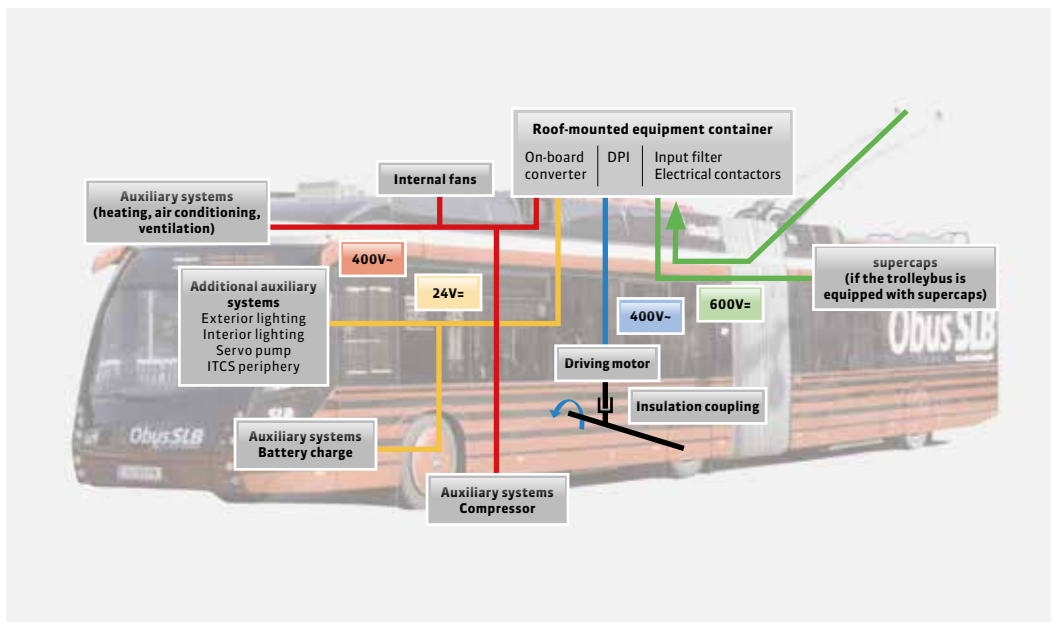 Roof-mounted equipment container
On-board
converter
DPI
Input filter
Electrical contactors
Internal fans
Auxiliary systems
(heating, air conditioning,
ventilation)
400V~
24V=
Additional auxiliary
systems
Exterior lighting
Interior lighting
Servo pump
ITCS periphery
supercaps
(if the trolleybus is
equipped with supercaps)
600V=
400V~
Obus SLB
Driving motor
Insulation coupling
SLB
Obus SLB
Auxiliary systems
Battery charge
Auxiliary systems
Compressor